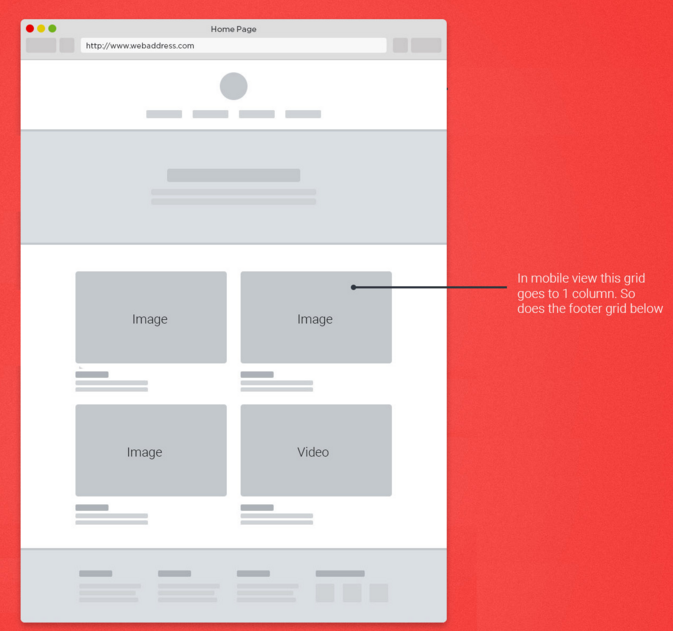 Home Page
http://www.webaddress.com
Image
Image
In mobile view this grid
goes to 1 column. So
does the footer grid below
Image
Video